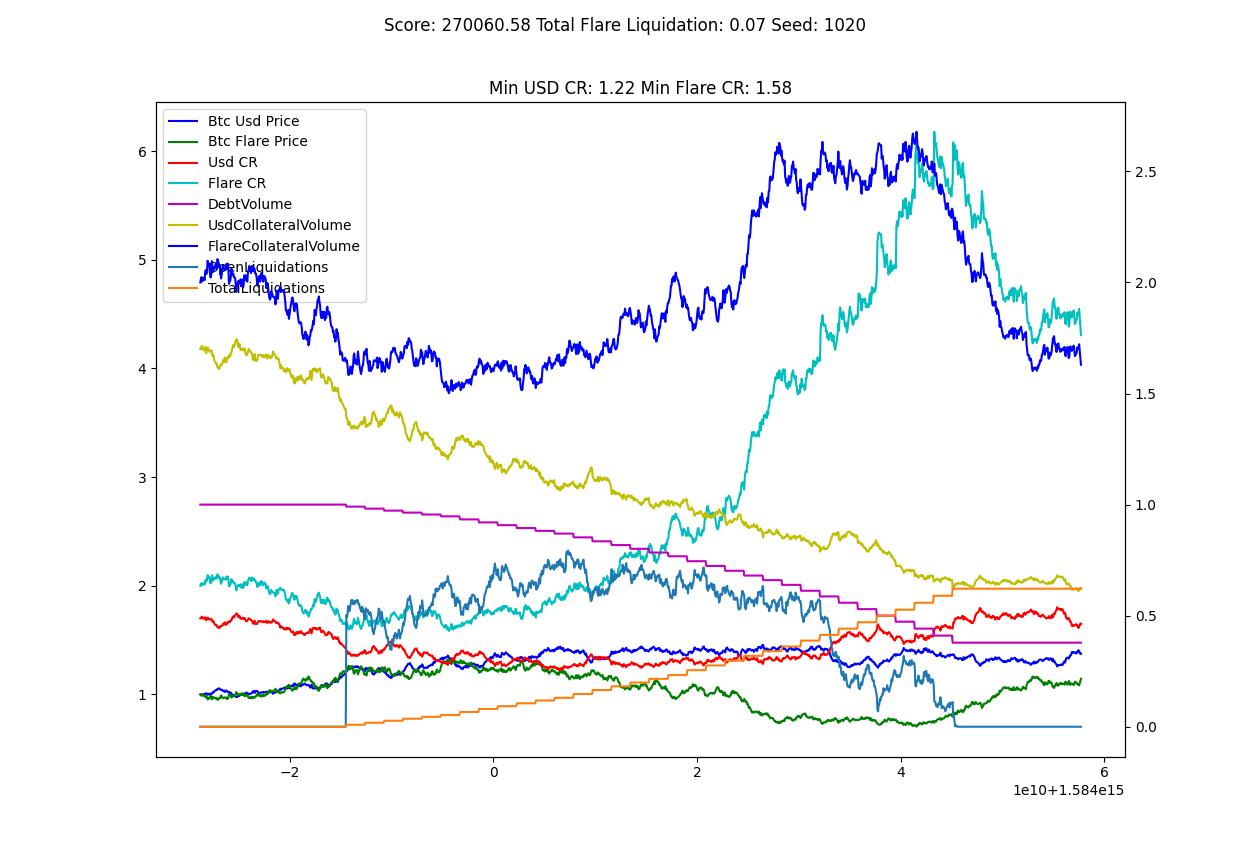 Score: 270060.58 Total Flare Liquidation: 0.07 Seed: 1020
Min USD CR: 1.22 Min Flare CR: 1.58
Btc Usd Price
Btc Flare Price
Usd CR
Flare CR
DebtVolume
UsdCollateralVolume
FlareCollateralVolume
OpenLiquidations
TotalLiquidations
6
5
4
3
2
1
2.5
2.0
1.5
1.0
0.5
0.0
−2 0 2 4 6
1e10+1.584e15